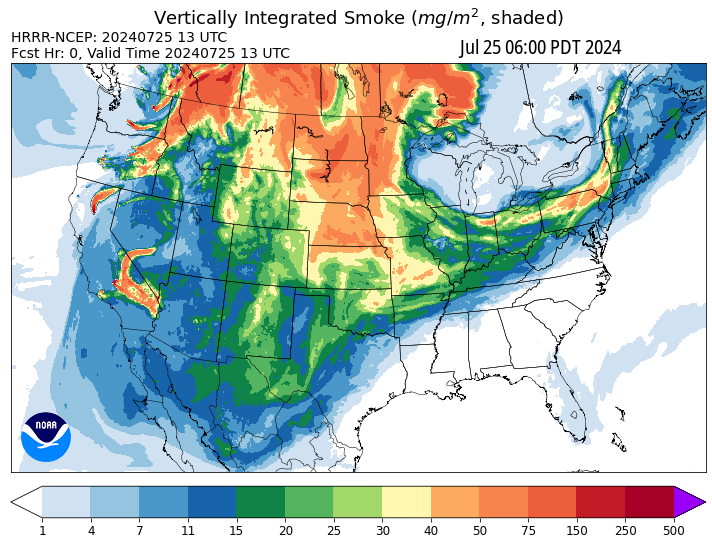 Vertically Integrated Smoke (mg/m², shaded)
HRRR-NCEP: 20240725 13 UTC
Fcst Hr: 0, Valid Time 20240725 13 UTC
Jul 25 06:00 PDT 2024
NOAA
1 4 7 11 15 20 25 30 40 50 75 150 250 500